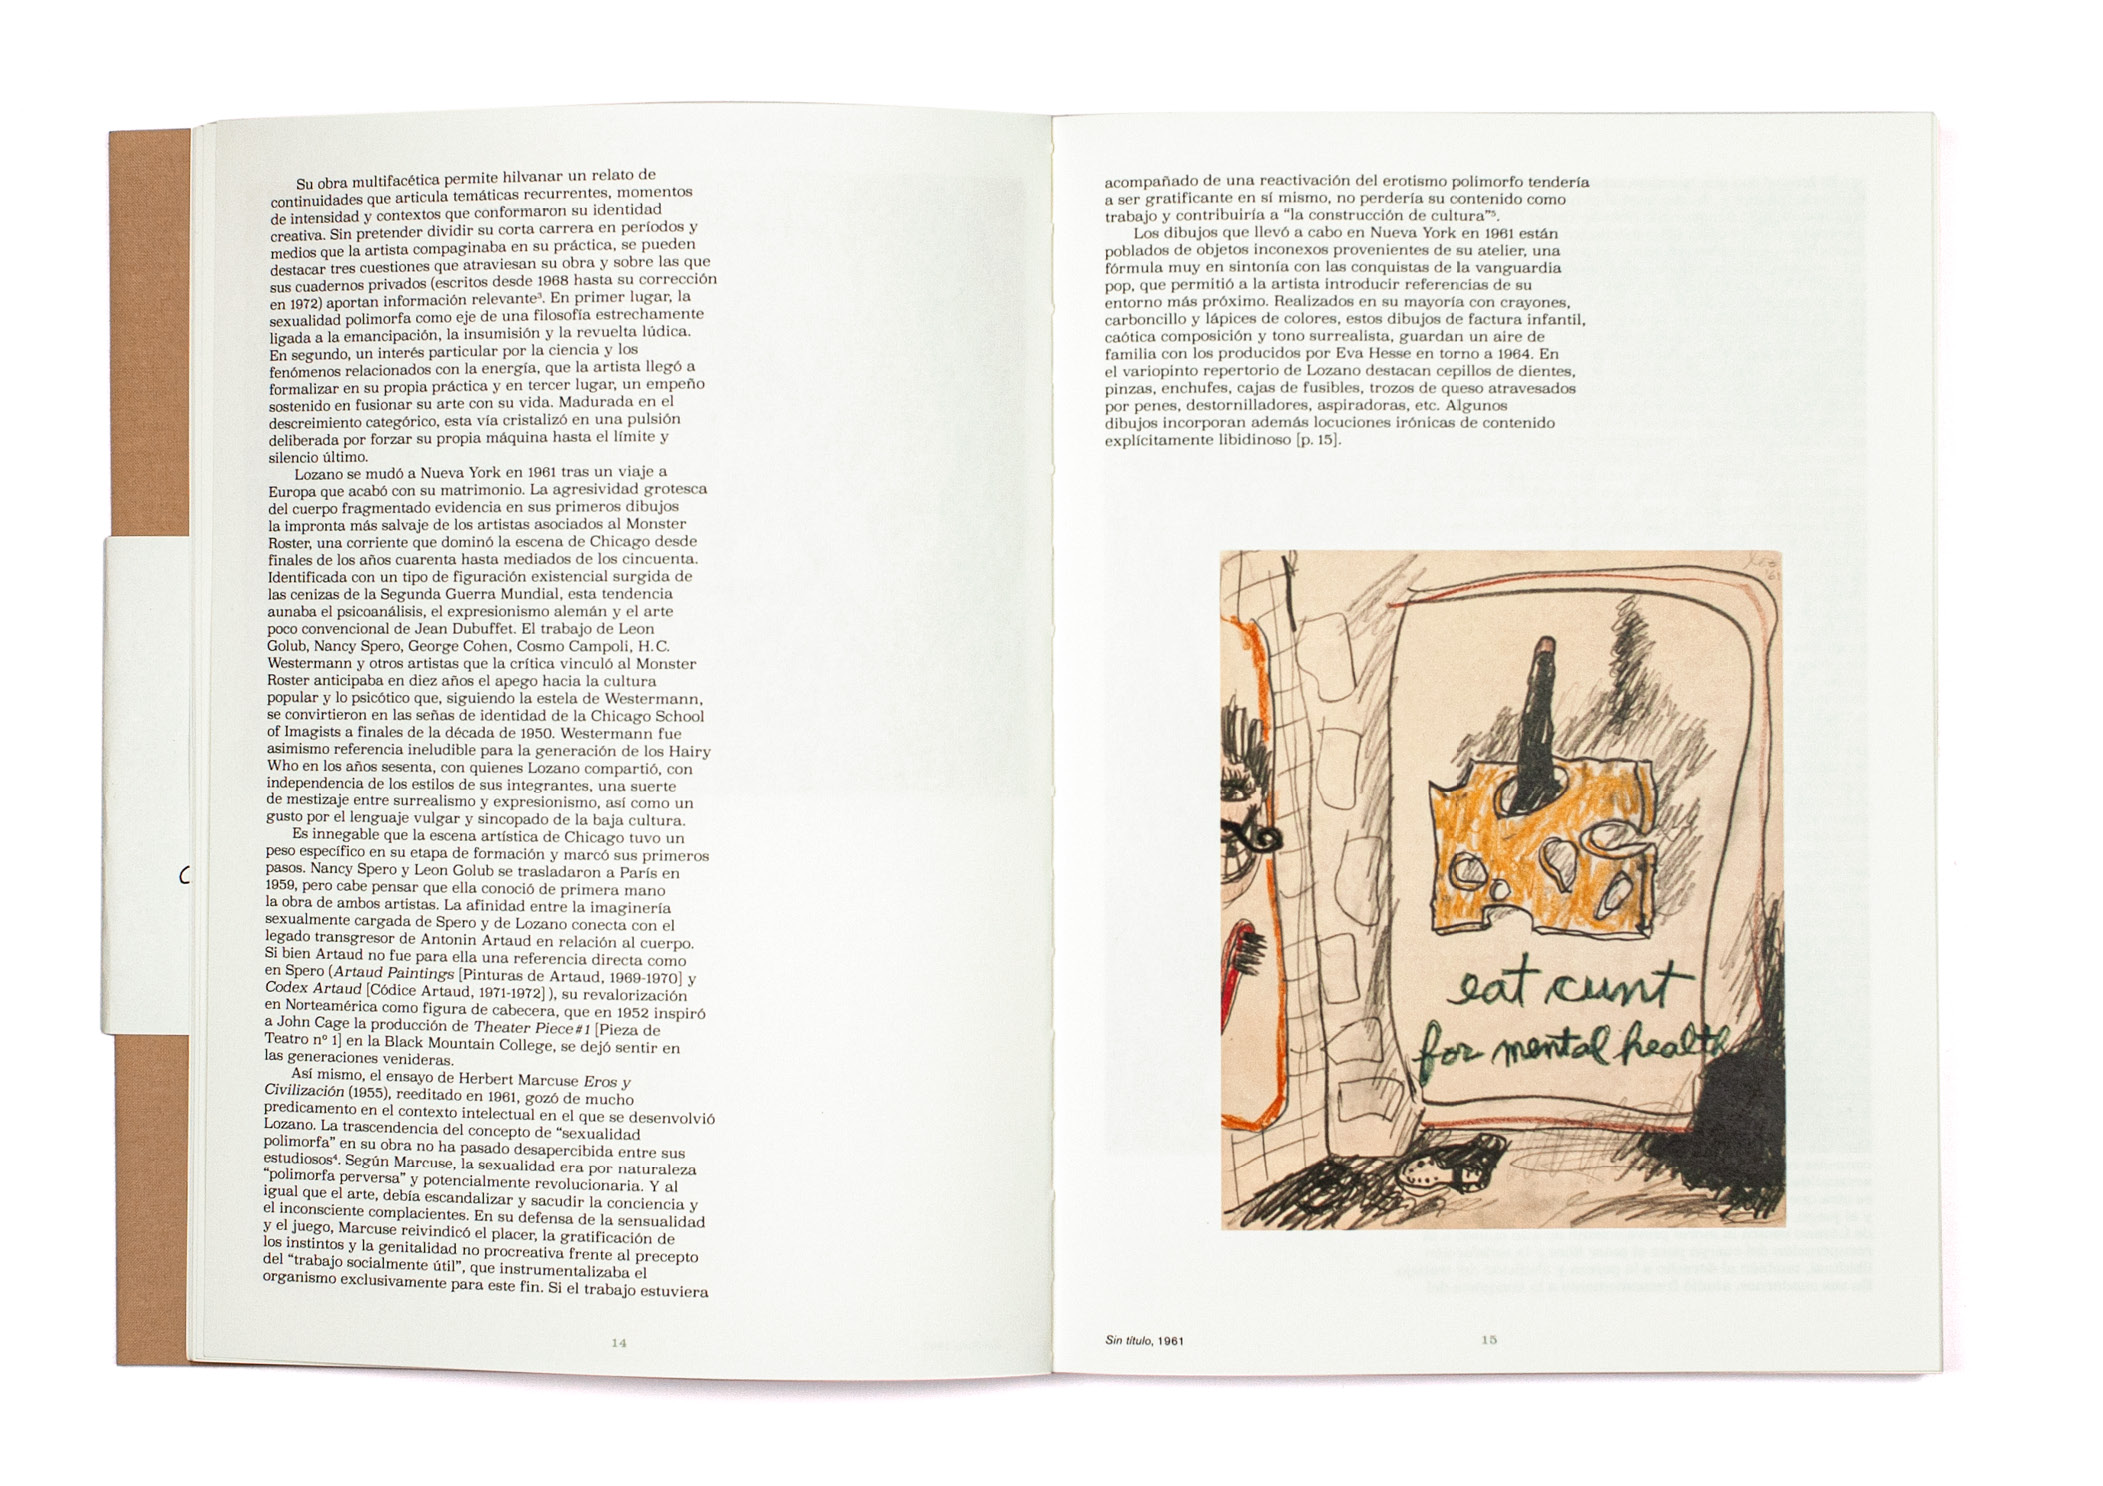 Su obra multifacética permite hilvanar un relato de
continuidades que articula temáticas recurrentes, momentos
de intensidad y contextos que conformaron su identidad
creativa. Sin pretender dividir su corta carrera en períodos y
medios que la artista compaginaba en su práctica, se pueden
destacar tres cuestiones que atraviesan su obra y sobre las que
sus cuadernos privados (escritos desde 1968 hasta su corrección
en 1972) aportan información relevante³. En primer lugar, la
sexualidad polimorfa como eje de una filosofía estrechamente
ligada a la emancipación, la insumisión y la revuelta lúdica.
En segundo, un interés particular por la ciencia y los
fenómenos relacionados con la energía, que la artista llegó a
formalizar en su propia práctica y en tercer lugar, un empeño
sostenido en fusionar su arte con su vida. Madurada en el
descreimiento categórico, esta vía cristalizó en una pulsión
deliberada por forzar su propia máquina hasta el límite y
silencio último.
Lozano se mudó a Nueva York en 1961 tras un viaje a
Europa que acabó con su matrimonio. La agresividad grotesca
del cuerpo fragmentado evidencia en sus primeros dibujos
la impronta más salvaje de los artistas asociados al Monster
Roster, una corriente que dominó la escena de Chicago desde
finales de los años cuarenta hasta mediados de los cincuenta.
Identificada con un tipo de figuración existencial surgida de
las cenizas de la Segunda Guerra Mundial, esta tendencia
aunaba el psicoanálisis, el expresionismo alemán y el arte
poco convencional de Jean Dubuffet. El trabajo de Leon
Golub, Nancy Spero, George Cohen, Cosmo Campoli, H.C.
Westermann y otros artistas que la crítica vinculó al Monster
Roster anticipaba en diez años el apego hacia la cultura
popular y lo psicótico que, siguiendo la estela de Westermann,
se convirtieron en las señas de identidad de la Chicago School
of Imagists a finales de la década de 1950. Westermann fue
asimismo referencia ineludible para la generación de los Hairy
Who en los años sesenta, con quienes Lozano compartió, con
independencia de los estilos de sus integrantes, una suerte
de mestizaje entre surrealismo y expresionismo, así como un
gusto por el lenguaje vulgar y sincopado de la baja cultura.
Es innegable que la escena artística de Chicago tuvo un
peso específico en su etapa de formación y marcó sus primeros
pasos. Nancy Spero y Leon Golub se trasladaron a París en
1959, pero cabe pensar que ella conoció de primera mano
la obra de ambos artistas. La afinidad entre la imaginería
sexualmente cargada de Spero y de Lozano conecta con el
legado transgresor de Antonin Artaud en relación al cuerpo.
Si bien Artaud no fue para ella una referencia directa como
en Spero (Artaud Paintings [Pinturas de Artaud, 1969-1970] y
Codex Artaud [Códice Artaud, 1971-1972]), su revalorización
en Norteamérica como figura de cabecera, que en 1952 inspiró
a John Cage la producción de Theater Piece #1 [Pieza de
Teatro nº 1] en la Black Mountain College, se dejó sentir en
las generaciones venideras.
Así mismo, el ensayo de Herbert Marcuse Eros y
Civilización (1955), reeditado en 1961, gozó de mucho
predicamento en el contexto intelectual en el que se desenvolvió
Lozano. La trascendencia del concepto de “sexualidad
polimorfa” en su obra no ha pasado desapercibida entre sus
estudiosos⁴. Según Marcuse, la sexualidad era por naturaleza
“polimorfa perversa” y potencialmente revolucionaria. Y al
igual que el arte, debía escandalizar y sacudir la conciencia y
el inconsciente complacientes. En su defensa de la sensualidad
y el juego, Marcuse reivindicó el placer, la gratificación de
los instintos y la genitalidad no procreativa frente al precepto
del “trabajo socialmente útil”, que instrumentalizaba el
organismo exclusivamente para este fin. Si el trabajo estuviera
14
acompañado de una reactivación del erotismo polimorfo tendería
a ser gratificante en sí mismo, no perdería su contenido como
trabajo y contribuiría a “la construcción de cultura”⁵.
Los dibujos que llevó a cabo en Nueva York en 1961 están
poblados de objetos inconexos provenientes de su atelier, una
fórmula muy en sintonía con las conquistas de la vanguardia
pop, que permitió a la artista introducir referencias de su
entorno más próximo. Realizados en su mayoría con crayones,
carboncillo y lápices de colores, estos dibujos de factura infantil,
caótica composición y tono surrealista, guardan un aire de
familia con los producidos por Eva Hesse en torno a 1964. En
el variopinto repertorio de Lozano destacan cepillos de dientes,
pinzas, enchufes, cajas de fusibles, trozos de queso atravesados
por penes, destornilladores, aspiradoras, etc. Algunos
dibujos incorporan además locuciones irónicas de contenido
explícitamente libidinoso [p. 15].
eat cunt
for mental health
Sin título, 1961
15